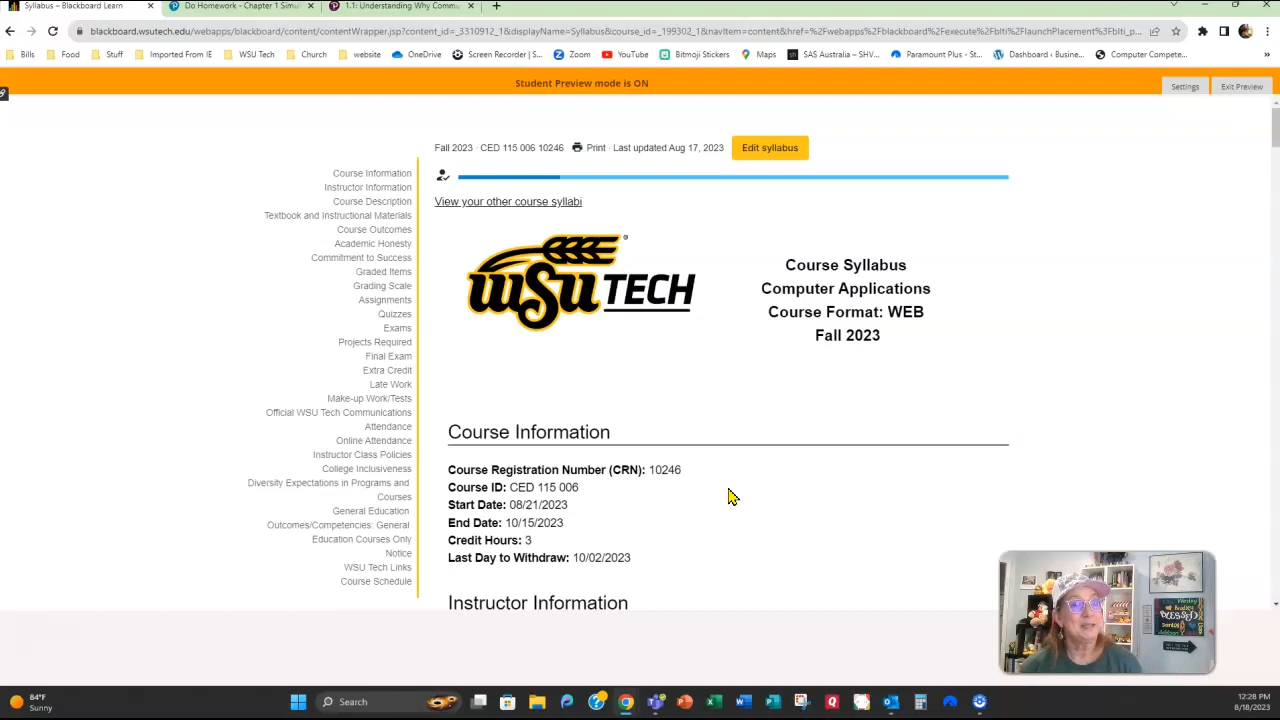 Syllabus – Blackboard Learn
Do Homework - Chapter 1 Simul
1.1: Understanding Why Commu
blackboard.wsutech.edu/webapps/blackboard/content/contentWrapper.jsp?content_id=_3310912_1&displayName=Syllabus&course_id=_199302_1&navItem=content&href=%2Fwebapps%2Fblackboard%2Fexecute%2Fblti%2FlaunchPlacement%3Fblti_p...
Bills
Food
Stuff
Imported From IE
WSU Tech
Church
website
OneDrive
Screen Recorder | S...
Zoom
YouTube
Bitmoji Stickers
Maps
SAS Australia – SHV...
Paramount Plus - St...
Dashboard ‹ Busine...
Computer Compete...
Student Preview mode is ON
Settings
Exit Preview
Fall 2023 · CED 115 006 10246
Print · Last updated Aug 17, 2023
Edit syllabus
View your other course syllabi
Course Information
Instructor Information
Course Description
Textbook and Instructional Materials
Course Outcomes
Academic Honesty
Commitment to Success
Graded Items
Grading Scale
Assignments
Quizzes
Exams
Projects Required
Final Exam
Extra Credit
Late Work
Make-up Work/Tests
Official WSU Tech Communications
Attendance
Online Attendance
Instructor Class Policies
College Inclusiveness
Diversity Expectations in Programs and
Courses
General Education
Outcomes/Competencies: General
Education Courses Only
Notice
WSU Tech Links
Course Schedule
WSU TECH
Course Syllabus
Computer Applications
Course Format: WEB
Fall 2023
Course Information
Course Registration Number (CRN): 10246
Course ID: CED 115 006
Start Date: 08/21/2023
End Date: 10/15/2023
Credit Hours: 3
Last Day to Withdraw: 10/02/2023
Instructor Information
BLESSED
84°F
Sunny
Search
12:28 PM
8/18/2023